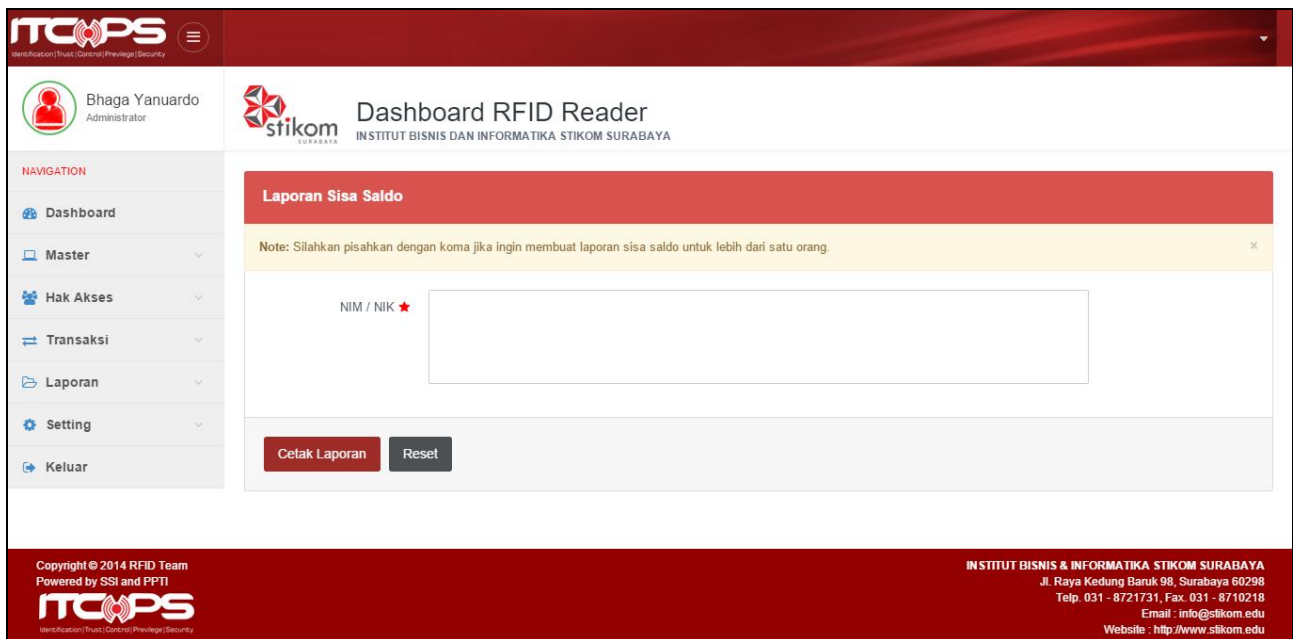 ITCOPS
Identification|Trust|Control|Previlege|Security
Bhaga Yanuardo
Administrator
stikom
SURABAYA
Dashboard RFID Reader
INSTITUT BISNIS DAN INFORMATIKA STIKOM SURABAYA
NAVIGATION
Dashboard
Master
Hak Akses
Transaksi
Laporan
Setting
Keluar
Laporan Sisa Saldo
Note: Silahkan pisahkan dengan koma jika ingin membuat laporan sisa saldo untuk lebih dari satu orang.
×
NIM / NIK ★
Cetak Laporan
Reset
Copyright © 2014 RFID Team
Powered by SSI and PPTI
ITCOPS
Identification|Trust|Control|Previlege|Security
INSTITUT BISNIS & INFORMATIKA STIKOM SURABAYA
Jl. Raya Kedung Baruk 98, Surabaya 60298
Telp. 031 - 8721731, Fax. 031 - 8710218
Email : info@stikom.edu
Website : http://www.stikom.edu